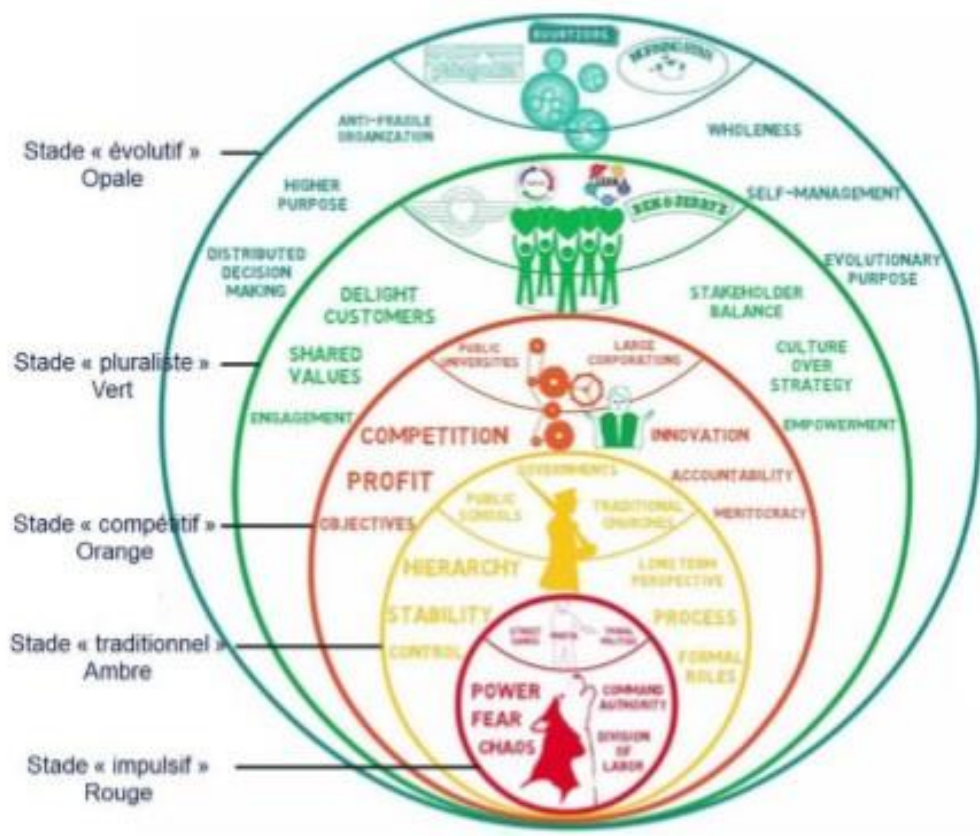 BUURTZORG
MORNING STAR
ANTI-FRAGILE
ORGANIZATION
WHOLENESS
Stade « évolutif »
Opale
HIGHER
PURPOSE
SELF-MANAGEMENT
BEN & JERRY'S
DISTRIBUTED
DECISION
MAKING
EVOLUTIONARY
PURPOSE
DELIGHT
CUSTOMERS
STAKEHOLDER
BALANCE
Stade « pluraliste »
Vert
SHARED
VALUES
CULTURE
OVER
STRATEGY
ENGAGEMENT
EMPOWERMENT
PUBLIC
UNIVERSITIES
LARGE
CORPORATIONS
COMPETITION
INNOVATION
PROFIT
ACCOUNTABILITY
Stade « compétitif »
Orange
OBJECTIVES
MERITOCRACY
GOVERNMENTS
PUBLIC
SCHOOLS
TRADITIONAL
CHURCHES
HIERARCHY
LONG TERM
PERSPECTIVE
STABILITY
PROCESS
Stade « traditionnel »
Ambre
CONTROL
FORMAL
ROLES
STREET
GANGS
MAFIA
TRIBAL
MILITIAS
POWER
FEAR
CHAOS
COMMAND
AUTHORITY
DIVISION
OF
LABOR
Stade « impulsif »
Rouge